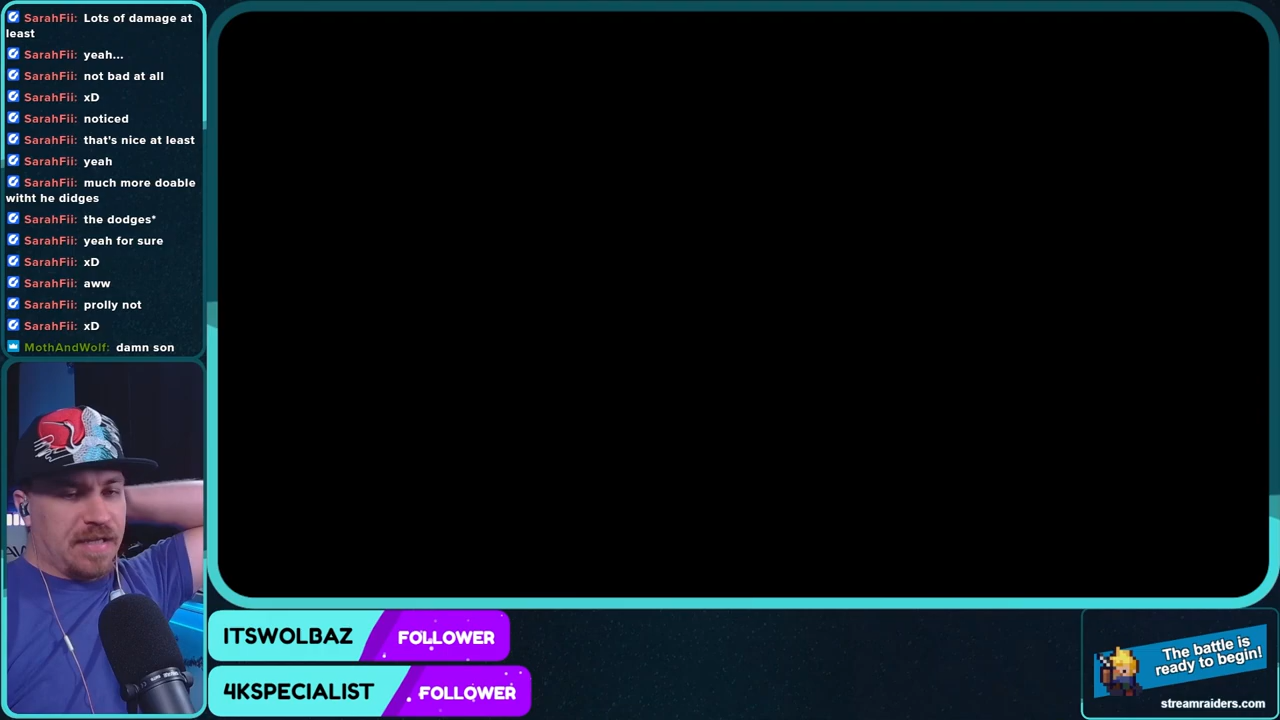 SarahFii: Lots of damage at
least
SarahFii: yeah...
SarahFii: not bad at all
SarahFii: xD
SarahFii: noticed
SarahFii: that's nice at least
SarahFii: yeah
SarahFii: much more doable
witht he didges
SarahFii: the dodges*
SarahFii: yeah for sure
SarahFii: xD
SarahFii: aww
SarahFii: prolly not
SarahFii: xD
MothAndWolf: damn son
ITSWOLBAZ FOLLOWER
4KSPECIALIST FOLLOWER
The battle is
ready to begin!
streamraiders.com